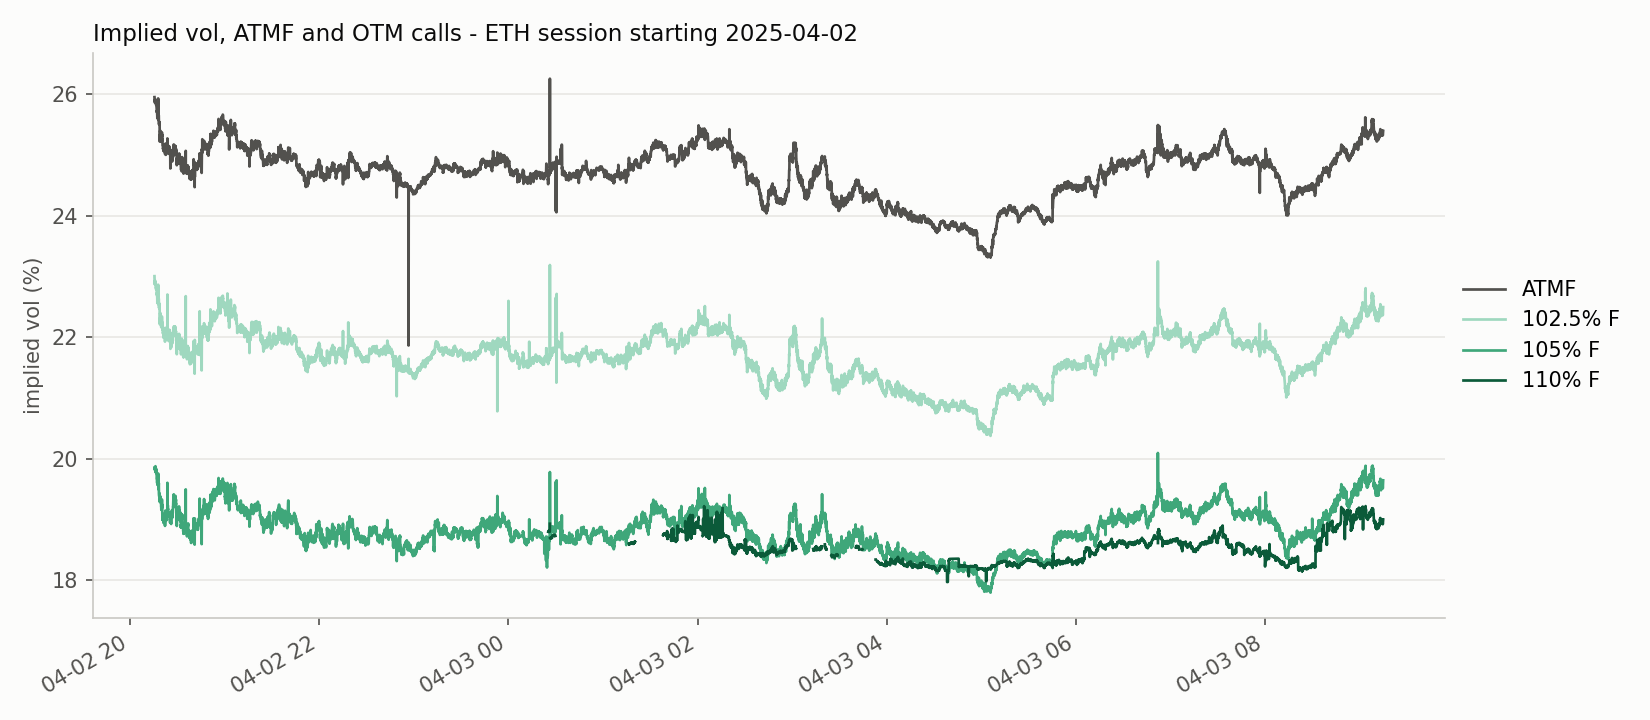 Implied vol, ATMF and OTM calls - ETH session starting 2025-04-02
implied vol (%)
26
24
22
20
18
04-02 20
04-02 22
04-03 00
04-03 02
04-03 04
04-03 06
04-03 08
ATMF
102.5% F
105% F
110% F